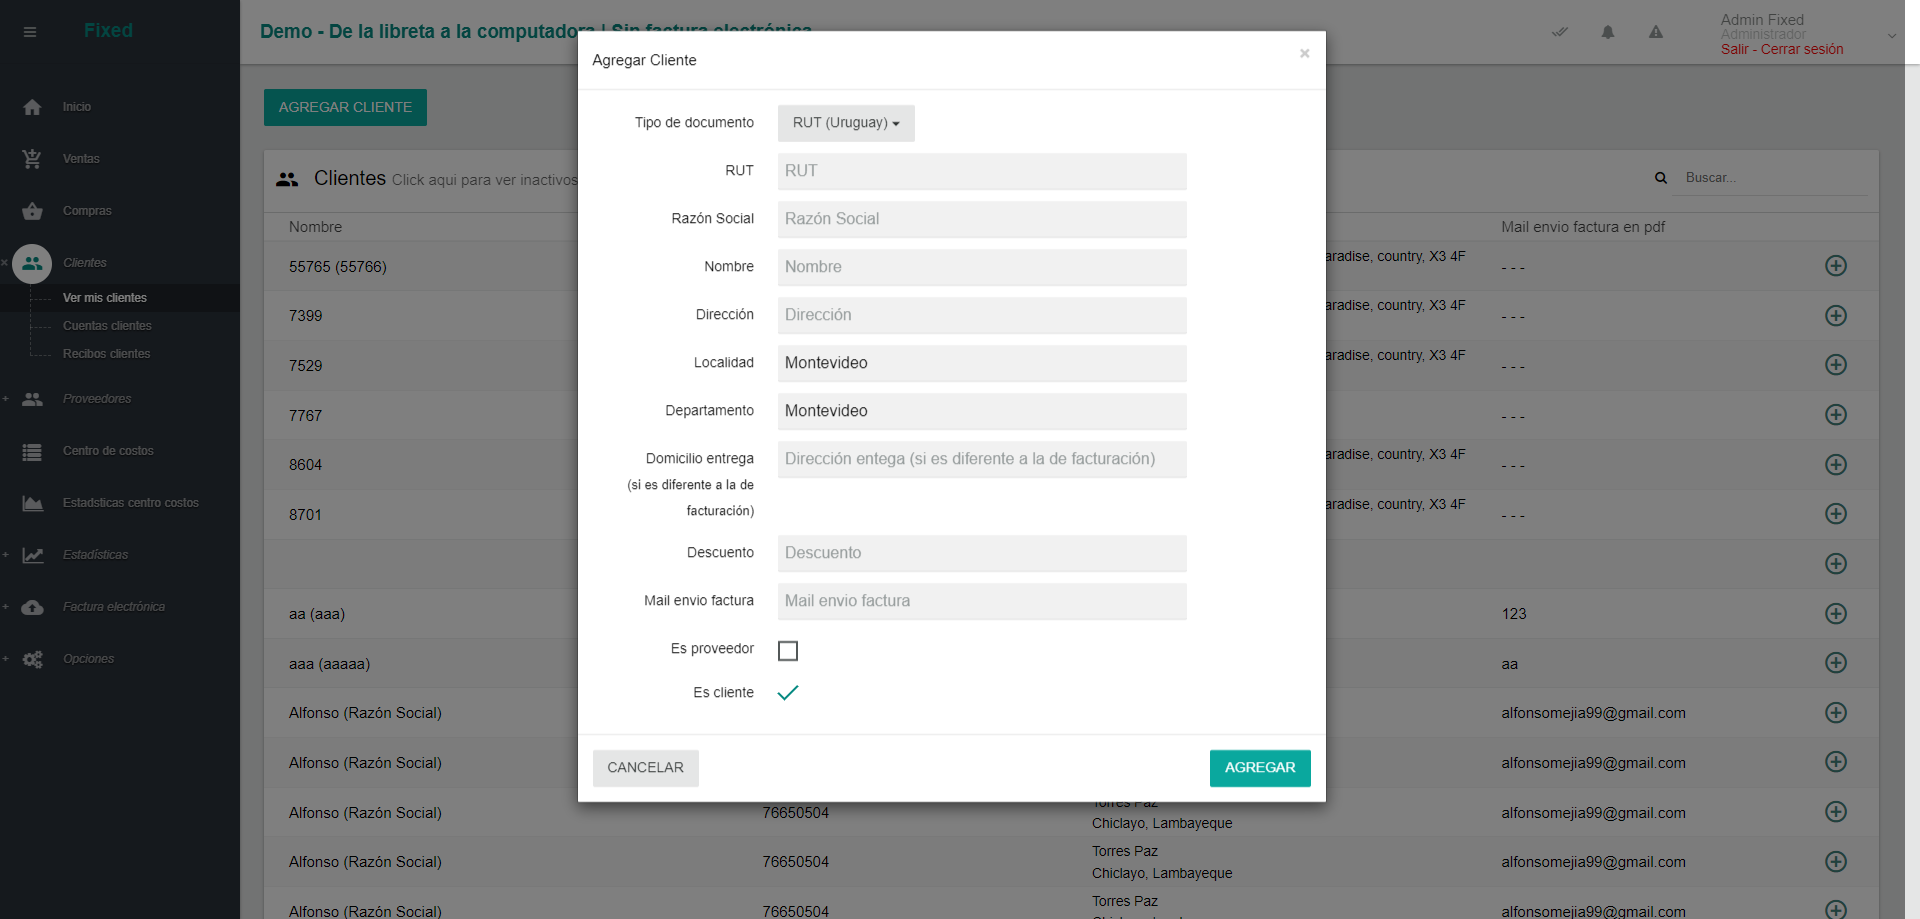 Fixed
Demo - De la libreta a la computadora | Sin factura electrónica
Admin Fixed
Administrador
Salir - Cerrar sesión
Inicio
Ventas
Compras
Clientes
Ver mis clientes
Cuentas clientes
Recibos clientes
Proveedores
Centro de costos
Estadsticas centro costos
Estadísticas
Factura electrónica
Opciones
AGREGAR CLIENTE
Clientes Click aqui para ver inactivos
Buscar...
Nombre
Mail envio factura en pdf
55765 (55766)
aradise, country, X3 4F
- - -
7399
aradise, country, X3 4F
- - -
7529
aradise, country, X3 4F
- - -
7767
- - -
8604
aradise, country, X3 4F
- - -
8701
aradise, country, X3 4F
- - -
aa (aaa)
123
aaa (aaaaa)
aa
Alfonso (Razón Social)
alfonsomejia99@gmail.com
Alfonso (Razón Social)
alfonsomejia99@gmail.com
Alfonso (Razón Social)
76650504
Torres Paz
Chiclayo, Lambayeque
alfonsomejia99@gmail.com
Alfonso (Razón Social)
76650504
Torres Paz
Chiclayo, Lambayeque
alfonsomejia99@gmail.com
Alfonso (Razón Social)
76650504
Torres Paz
alfonsomejia99@gmail.com
Agregar Cliente
×
Tipo de documento
RUT (Uruguay)
RUT
RUT
Razón Social
Razón Social
Nombre
Nombre
Dirección
Dirección
Localidad
Montevideo
Departamento
Montevideo
Domicilio entrega
(si es diferente a la de
facturación)
Dirección entega (si es diferente a la de facturación)
Descuento
Descuento
Mail envio factura
Mail envio factura
Es proveedor
Es cliente
CANCELAR
AGREGAR